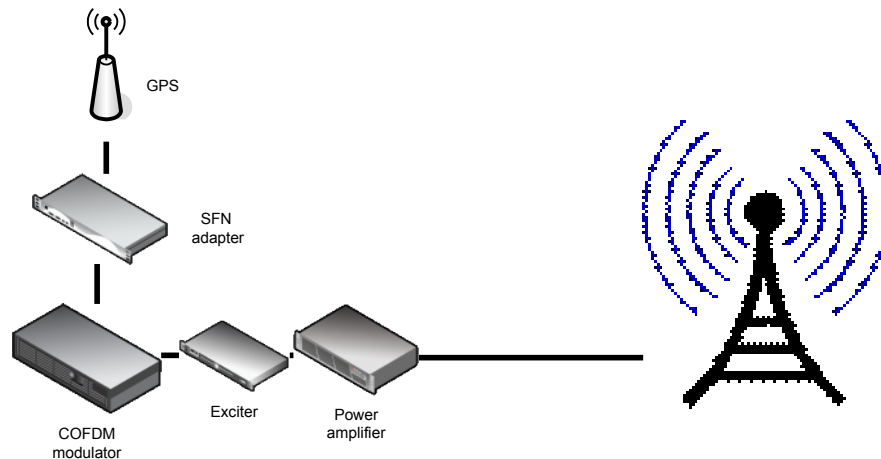 GPS
SFN
adapter
Exciter
Power
amplifier
COFDM
modulator